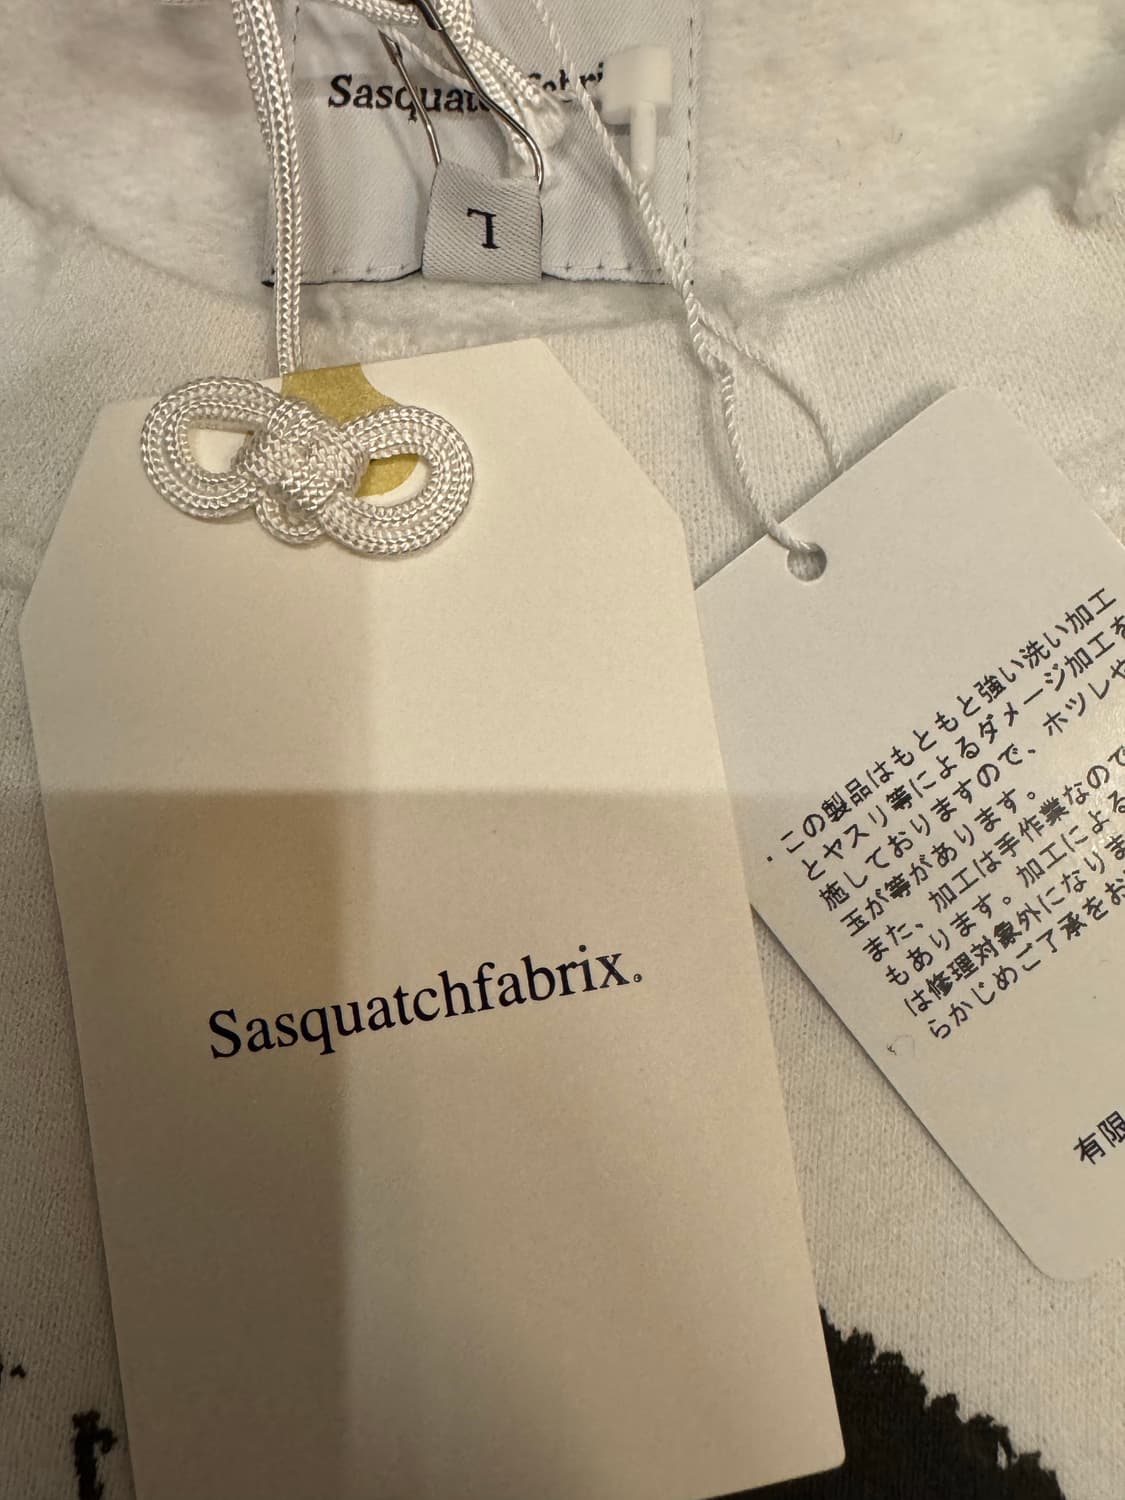 Sasquatchfabri
L
Sasquatchfabrix.
・この製品はもともと強い洗い加工
とヤスリ等によるダメージ加工を
施しておりますので、ホツレや
玉が等があります。
また、加工は手作業なので
もあります。加工による
は修理対象外になりま
らかじめご了承をお
有限